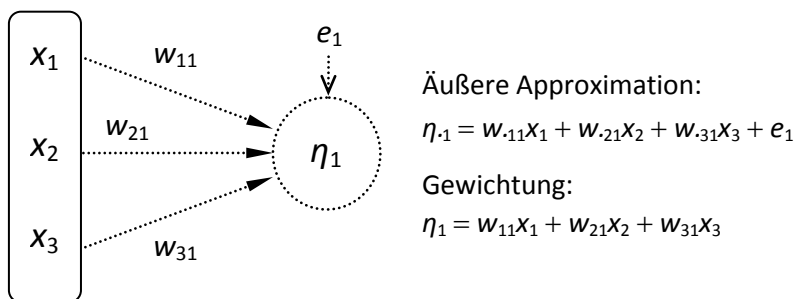 x₁
x₂
x₃
w₁₁
w₂₁
w₃₁
e₁
η₁
Äußere Approximation:
η.₁ = w.₁₁x₁ + w.₂₁x₂ + w.₃₁x₃ + e₁
Gewichtung:
η₁ = w₁₁x₁ + w₂₁x₂ + w₃₁x₃